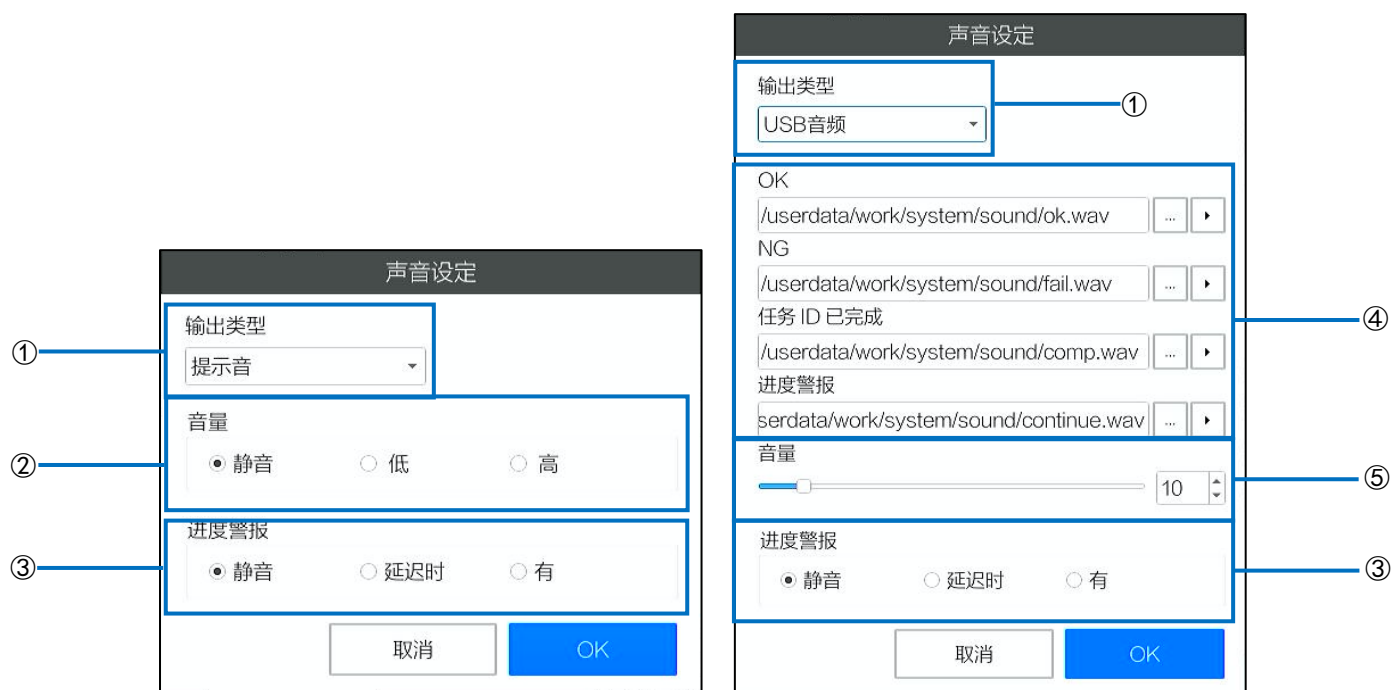 声音设定
① 输出类型
提示音
② 音量
静音 低 高
③ 进度警报
静音 延迟时 有
取消 OK
声音设定
输出类型 ①
USB音频
OK
/userdata/work/system/sound/ok.wav ...
NG
/userdata/work/system/sound/fail.wav ...
任务 ID 已完成 ④
/userdata/work/system/sound/comp.wav ...
进度警报
serdata/work/system/sound/continue.wav ...
音量 ⑤
10
进度警报 ③
静音 延迟时 有
取消 OK